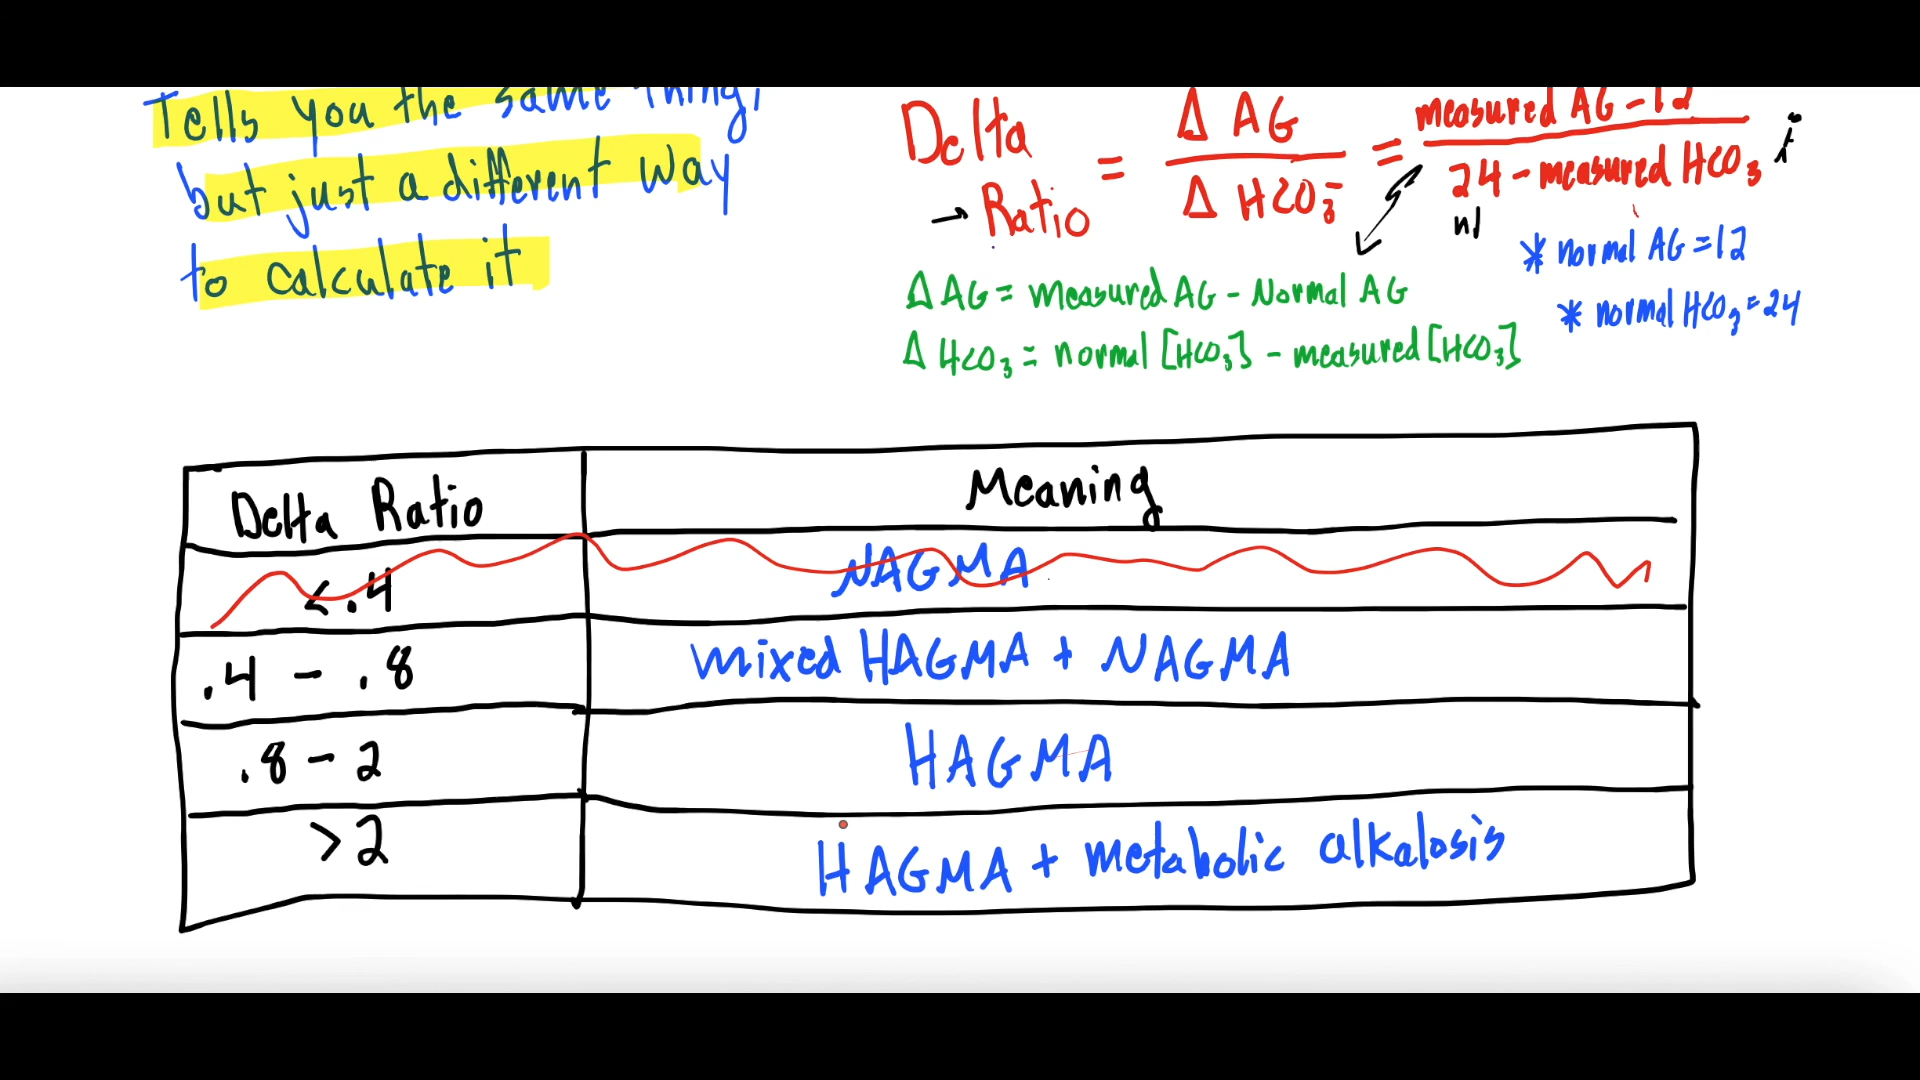 Tells you the same thing,
but just a different way
to calculate it
Delta
→ Ratio
=
Δ AG
Δ HCO3-
=
measured AG - 12
24 - measured HCO3
nl
* normal AG = 12
* normal HCO3 = 24
Δ AG = measured AG - Normal AG
Δ HCO3 = normal [HCO3] - measured [HCO3]
Delta Ratio Meaning
< .4 NAGMA
.4 - .8 mixed HAGMA + NAGMA
.8 - 2 HAGMA
> 2 HAGMA + metabolic alkalosis